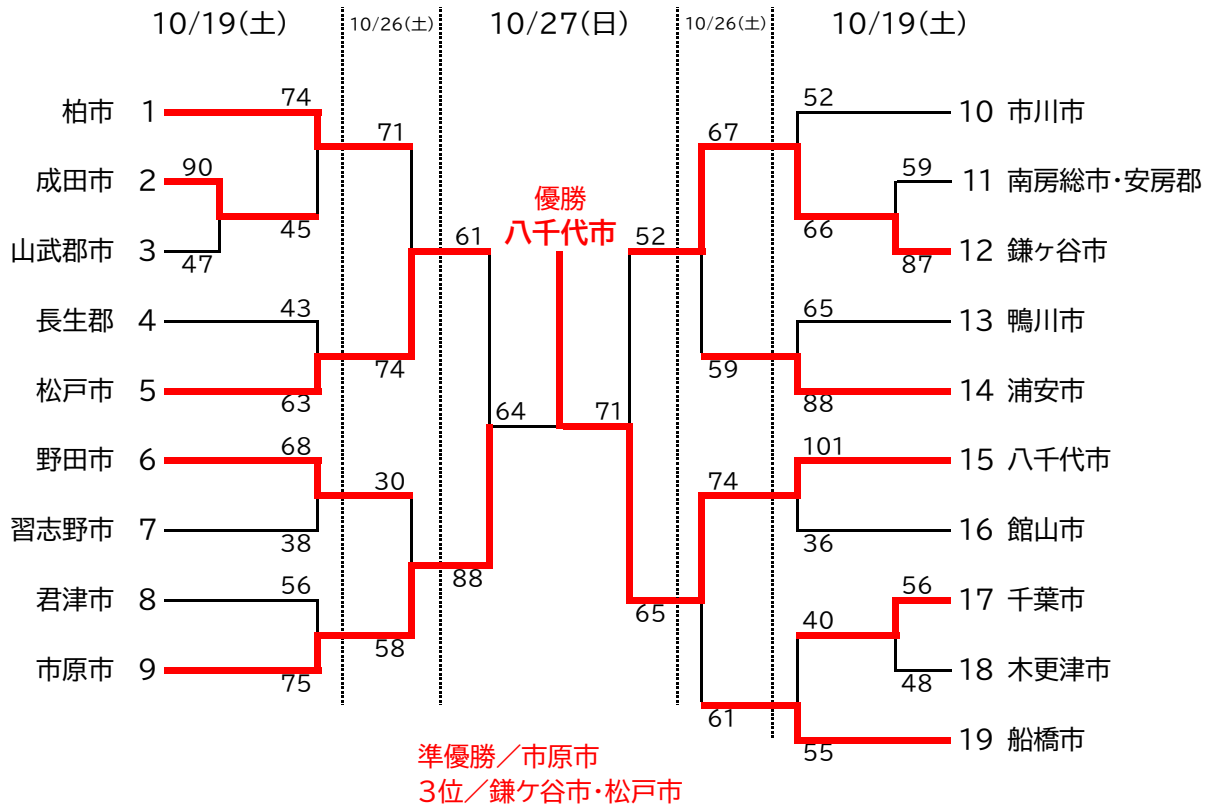 10/19(土)
10/26(土)
10/27(日)
10/26(土)
10/19(土)
柏市 1
成田市 2
山武郡市 3
長生郡 4
松戸市 5
野田市 6
習志野市 7
君津市 8
市原市 9
74
90
45
47
43
63
68
38
56
75
71
74
30
58
61
88
64
優勝
八千代市
71
52
65
67
59
74
61
52
59
66
87
65
88
101
36
56
40
48
55
10 市川市
11 南房総市・安房郡
12 鎌ヶ谷市
13 鴨川市
14 浦安市
15 八千代市
16 館山市
17 千葉市
18 木更津市
19 船橋市
準優勝／市原市
3位／鎌ケ谷市・松戸市